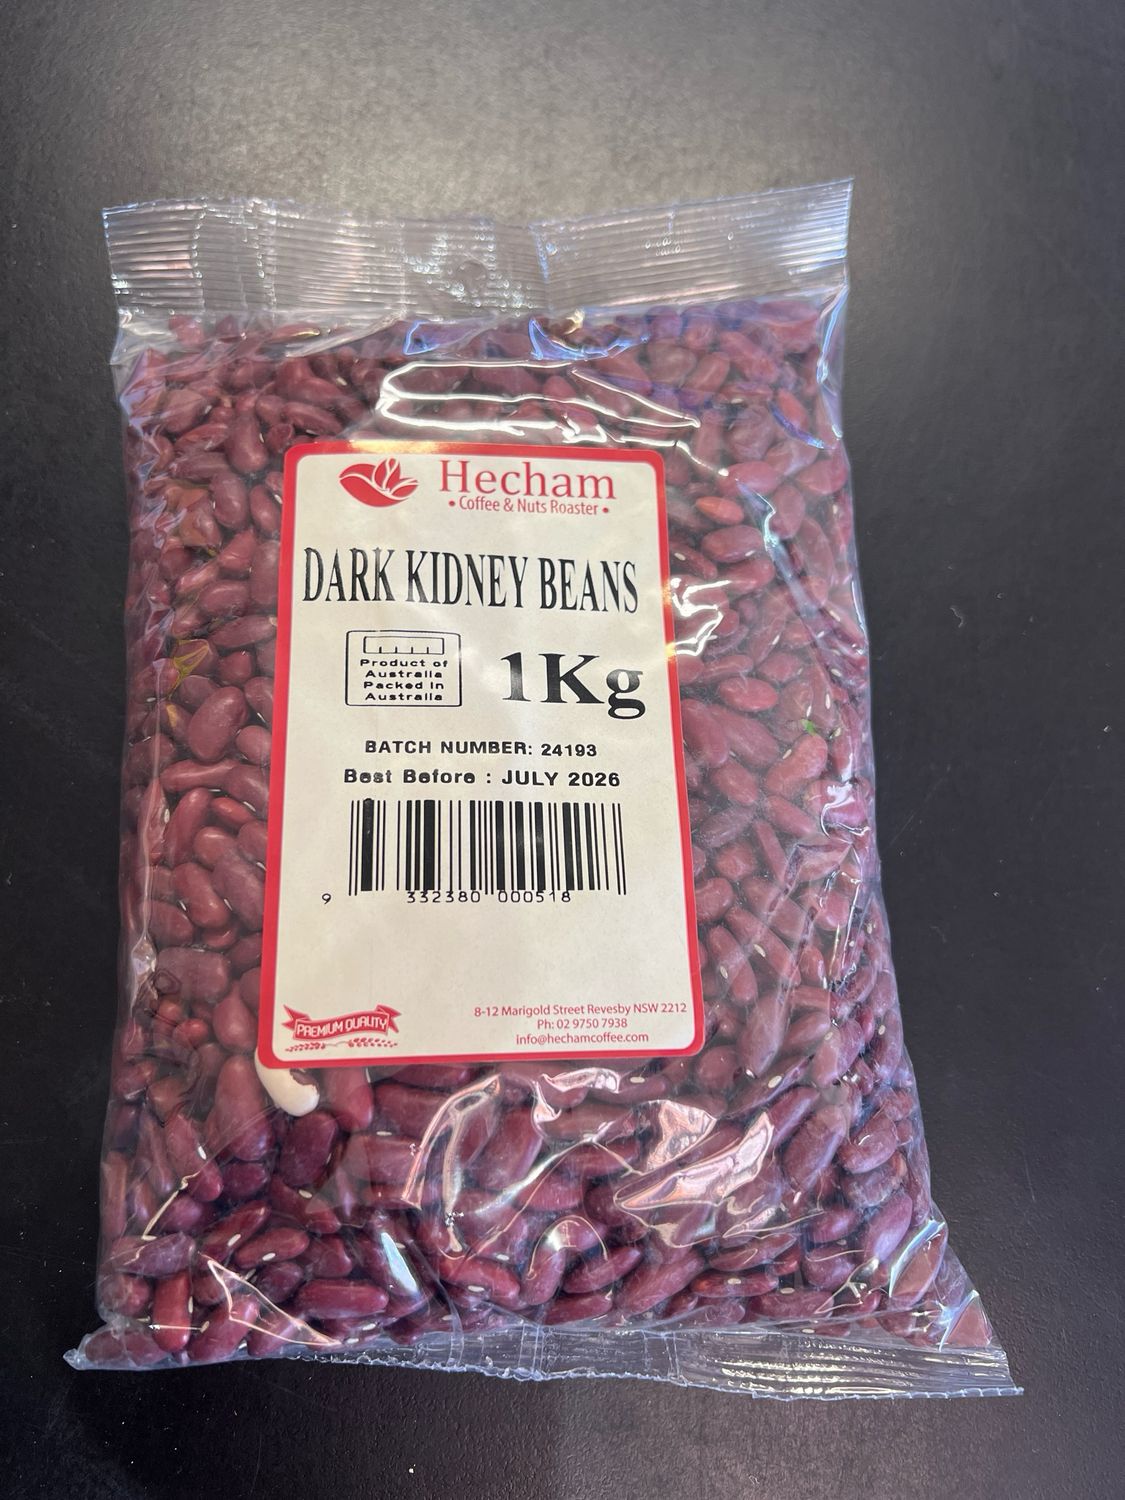 Hecham
• Coffee & Nuts Roaster •
DARK KIDNEY BEANS
Product of
Australia
Packed in
Australia
1Kg
BATCH NUMBER: 24193
Best Before : JULY 2026
9 332380 000518
PREMIUM QUALITY
8-12 Marigold Street Revesby NSW 2212
Ph: 02 9750 7938
info@hechamcoffee.com